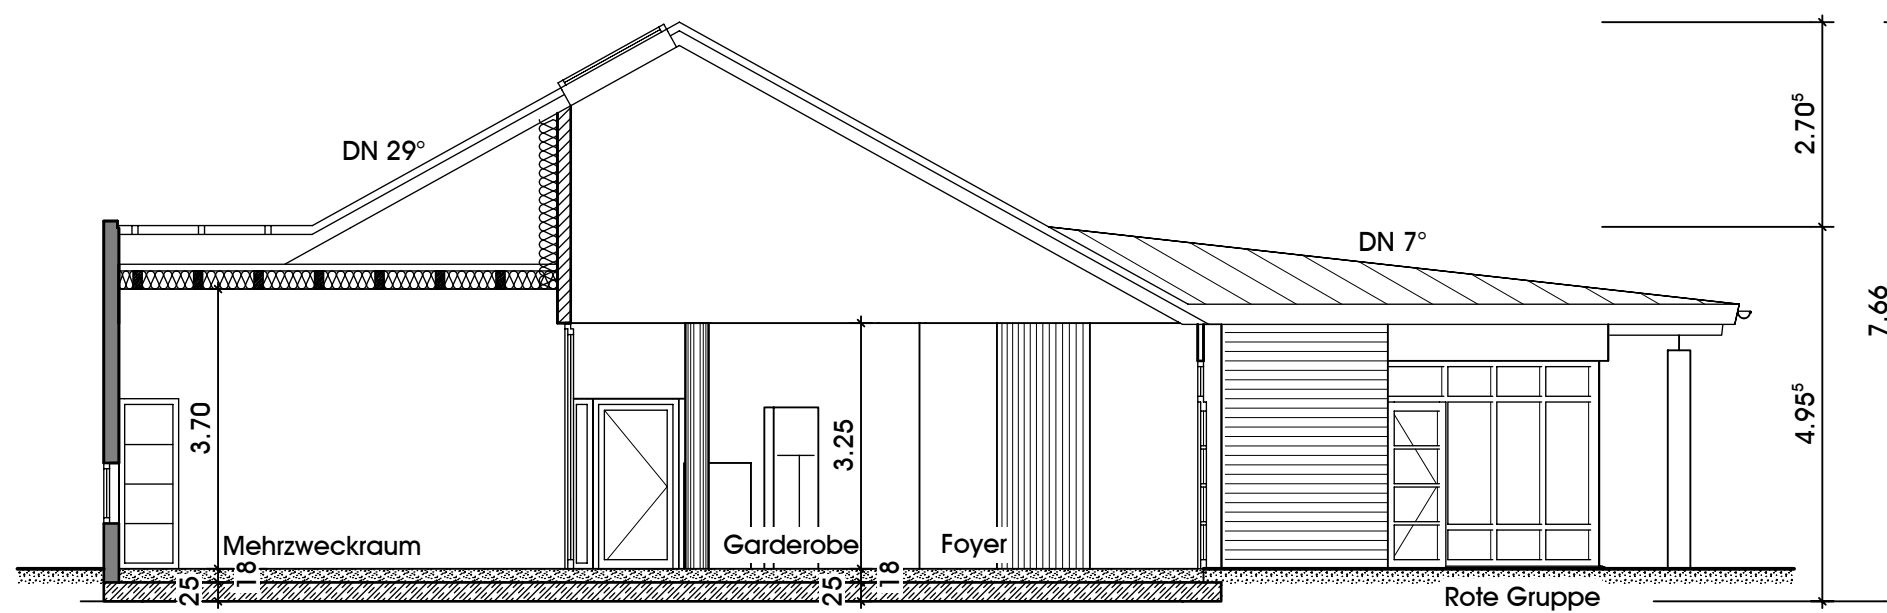 2.70⁵
DN 29°
DN 7°
7.66
4.95⁵
3.70
3.25
Mehrzweckraum
Garderobe
Foyer
25
18
25
18
Rote Gruppe